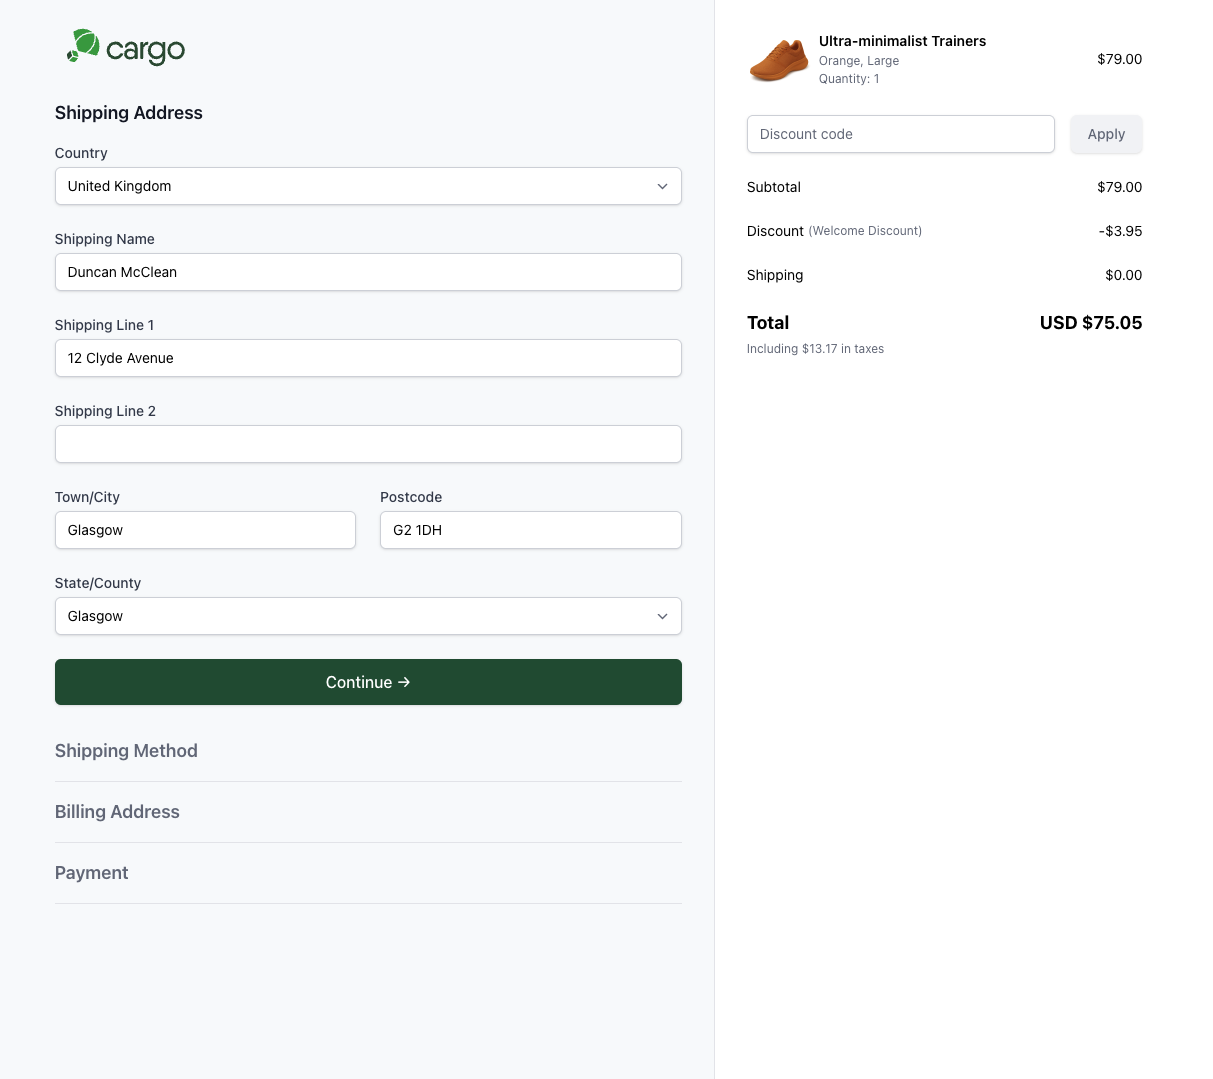 cargo
Shipping Address
Country
United Kingdom
Shipping Name
Duncan McClean
Shipping Line 1
12 Clyde Avenue
Shipping Line 2
Town/City
Postcode
Glasgow
G2 1DH
State/County
Glasgow
Continue →
Shipping Method
Billing Address
Payment
Ultra-minimalist Trainers
Orange, Large
Quantity: 1
$79.00
Discount code
Apply
Subtotal $79.00
Discount (Welcome Discount) -$3.95
Shipping $0.00
Total USD $75.05
Including $13.17 in taxes